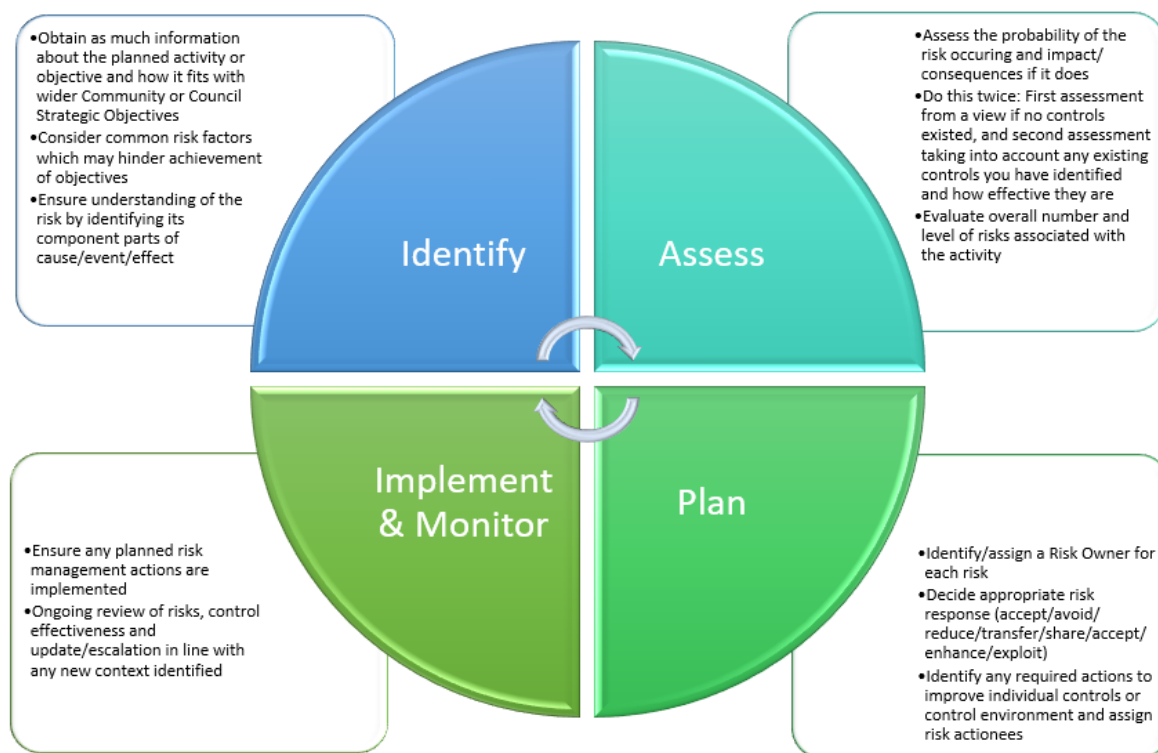 •Obtain as much information
about the planned activity or
objective and how it fits with
wider Community or Council
Strategic Objectives
•Consider common risk factors
which may hinder achievement
of objectives
•Ensure understanding of the
risk by identifying its
component parts of
cause/event/effect
Identify
Assess
•Assess the probability of the
risk occuring and impact/
consequences if it does
•Do this twice: First assessment
from a view if no controls
existed, and second assessment
taking into account any existing
controls you have identified
and how effective they are
•Evaluate overall number and
level of risks associated with
the activity
Implement
& Monitor
•Ensure any planned risk
management actions are
implemented
•Ongoing review of risks, control
effectiveness and
update/escalation in line with
any new context identified
Plan
•Identify/assign a Risk Owner for
each risk
•Decide appropriate risk
response (accept/avoid/
reduce/transfer/share/accept/
enhance/exploit)
•Identify any required actions to
improve individual controls or
control environment and assign
risk actionees